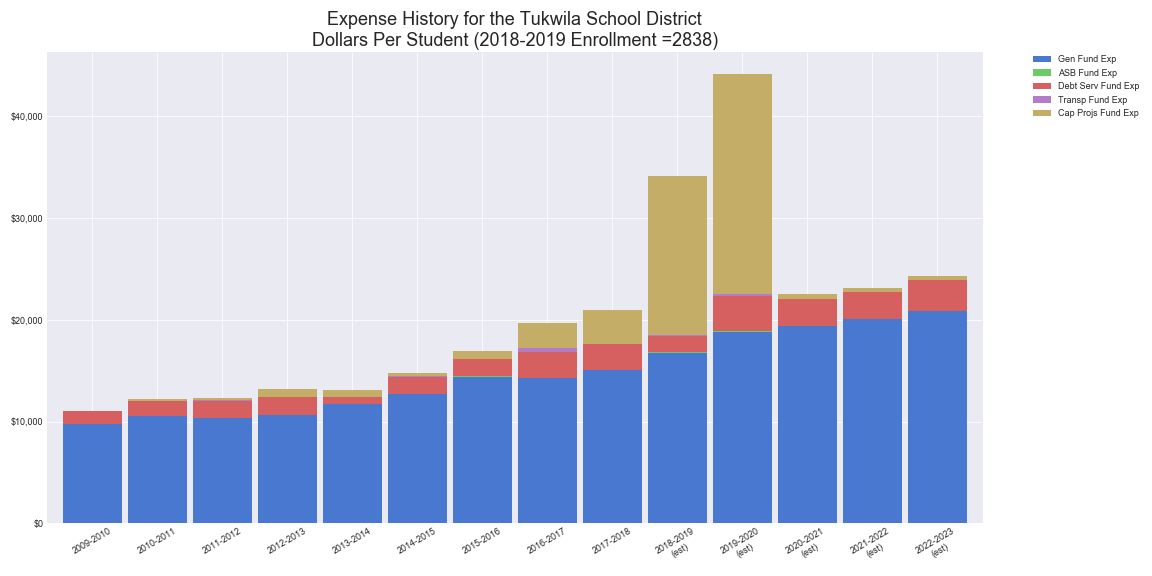 Expense History for the Tukwila School District
Dollars Per Student (2018-2019 Enrollment =2838)
Gen Fund Exp
ASB Fund Exp
Debt Serv Fund Exp
Transp Fund Exp
Cap Projs Fund Exp
$40,000
$30,000
$20,000
$10,000
$0
2009-2010
2010-2011
2011-2012
2012-2013
2013-2014
2014-2015
2015-2016
2016-2017
2017-2018
2018-2019
(est)
2019-2020
(est)
2020-2021
(est)
2021-2022
(est)
2022-2023
(est)